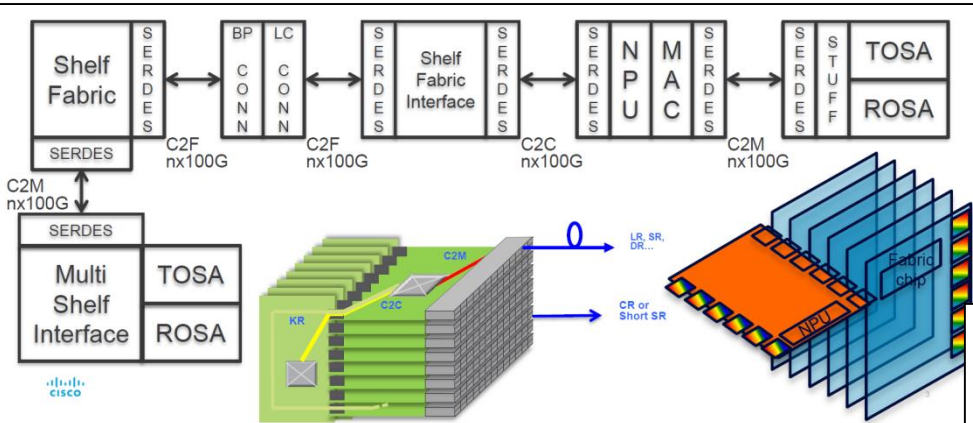 Shelf
Fabric
SERDES
SERDES
C2F
nx100G
BP
CONN
LC
CONN
C2F
nx100G
SERDES
Shelf
Fabric
Interface
SERDES
C2C
nx100G
SERDES
NPU
MAC
SERDES
C2M
nx100G
SERDES
STUFF
TOSA
ROSA
C2M
nx100G
SERDES
Multi
Shelf
Interface
TOSA
ROSA
cisco
KR
C2C
C2M
LR, SR,
DR...
CR or
Short SR
NPU
Fabric
chip
3